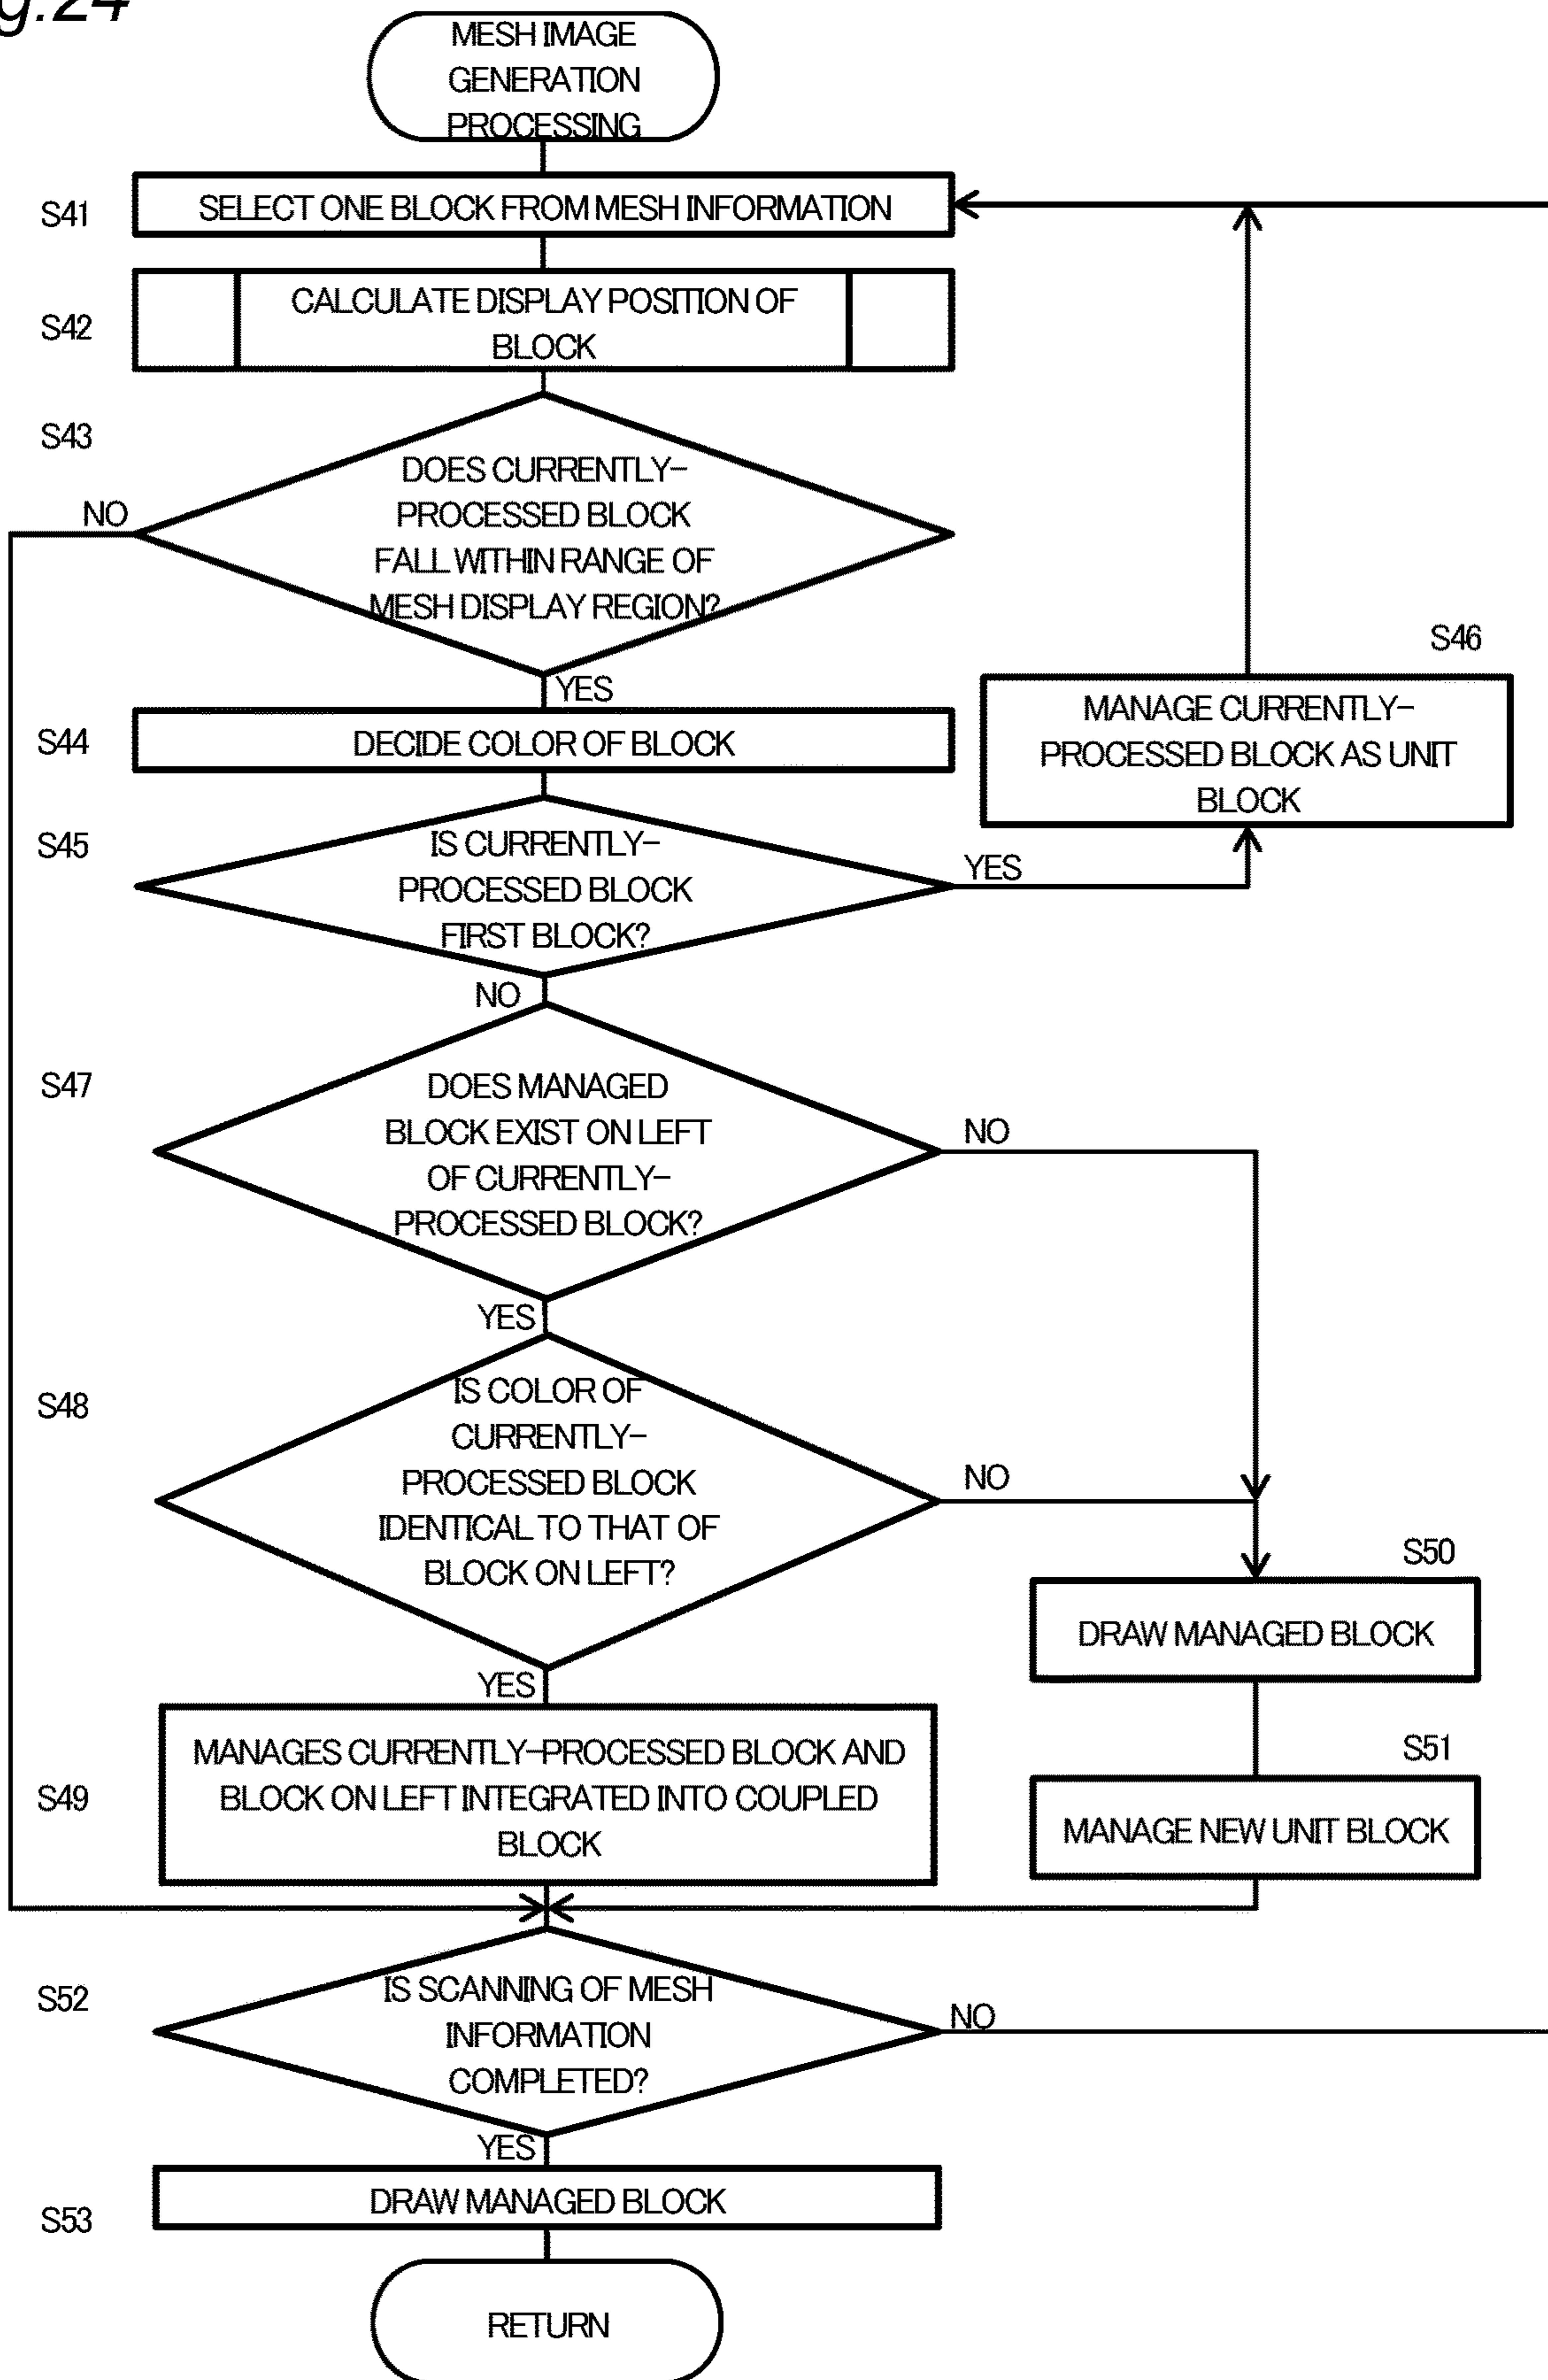 g.24
MESH IMAGE
GENERATION
PROCESSING
S41
SELECT ONE BLOCK FROM MESH INFORMATION
S42
CALCULATE DISPLAY POSITION OF
BLOCK
S43
DOES CURRENTLY-
PROCESSED BLOCK
FALL WITHIN RANGE OF
MESH DISPLAY REGION?
NO
YES
S46
MANAGE CURRENTLY-
PROCESSED BLOCK AS UNIT
BLOCK
S44
DECIDE COLOR OF BLOCK
S45
IS CURRENTLY-
PROCESSED BLOCK
FIRST BLOCK?
YES
NO
S47
DOES MANAGED
BLOCK EXIST ON LEFT
OF CURRENTLY-
PROCESSED BLOCK?
NO
YES
S48
IS COLOR OF
CURRENTLY-
PROCESSED BLOCK
IDENTICAL TO THAT OF
BLOCK ON LEFT?
NO
YES
S50
DRAW MANAGED BLOCK
S51
MANAGE NEW UNIT BLOCK
S49
MANAGES CURRENTLY-PROCESSED BLOCK AND
BLOCK ON LEFT INTEGRATED INTO COUPLED
BLOCK
S52
IS SCANNING OF MESH
INFORMATION
COMPLETED?
NO
YES
S53
DRAW MANAGED BLOCK
RETURN